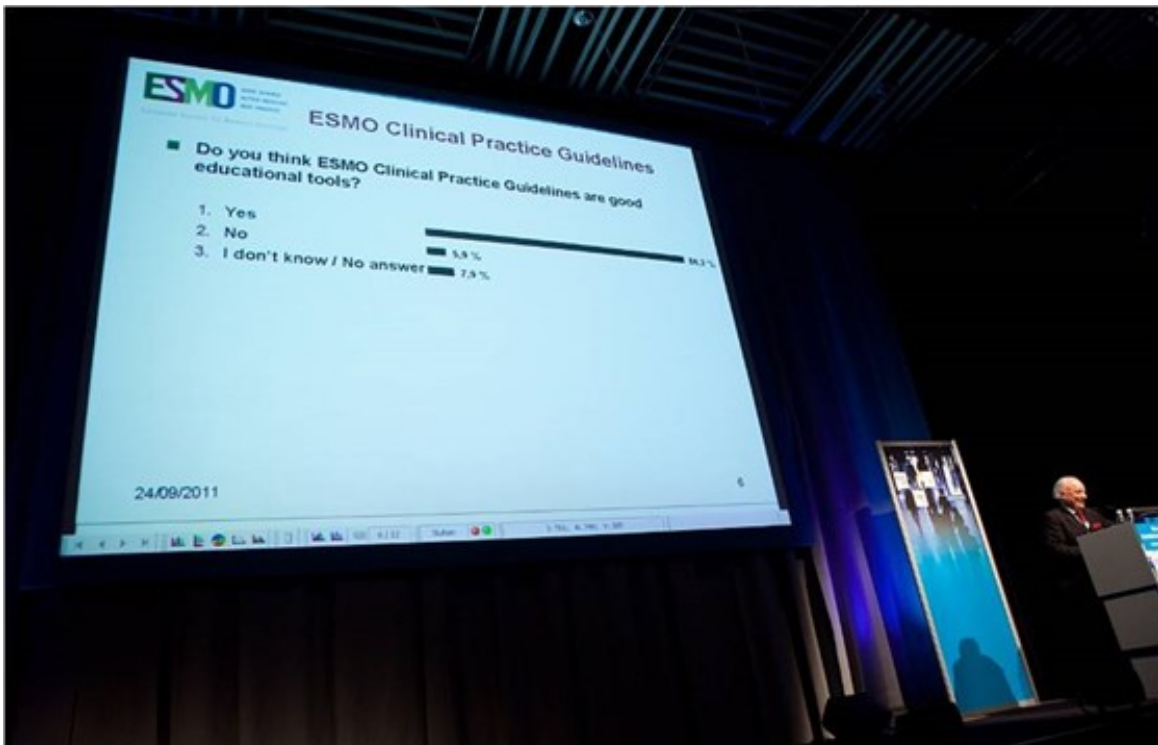 ESMO
ESMO Clinical Practice Guidelines
Do you think ESMO Clinical Practice Guidelines are good
educational tools?
1. Yes
2. No
5,9 %
3. I don't know / No answer
7,9 %
24/09/2011
6